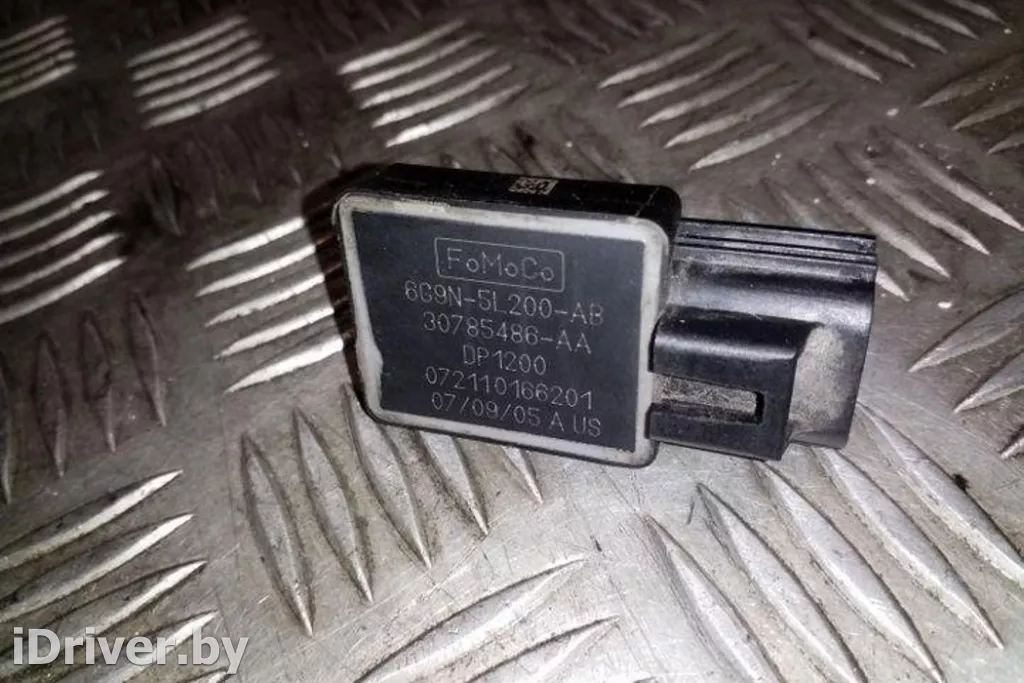 FoMoCo
6G9N-5L200-AB
30785486-AA
DP1200
072110166201
07/09/05 A US
iDriver.by